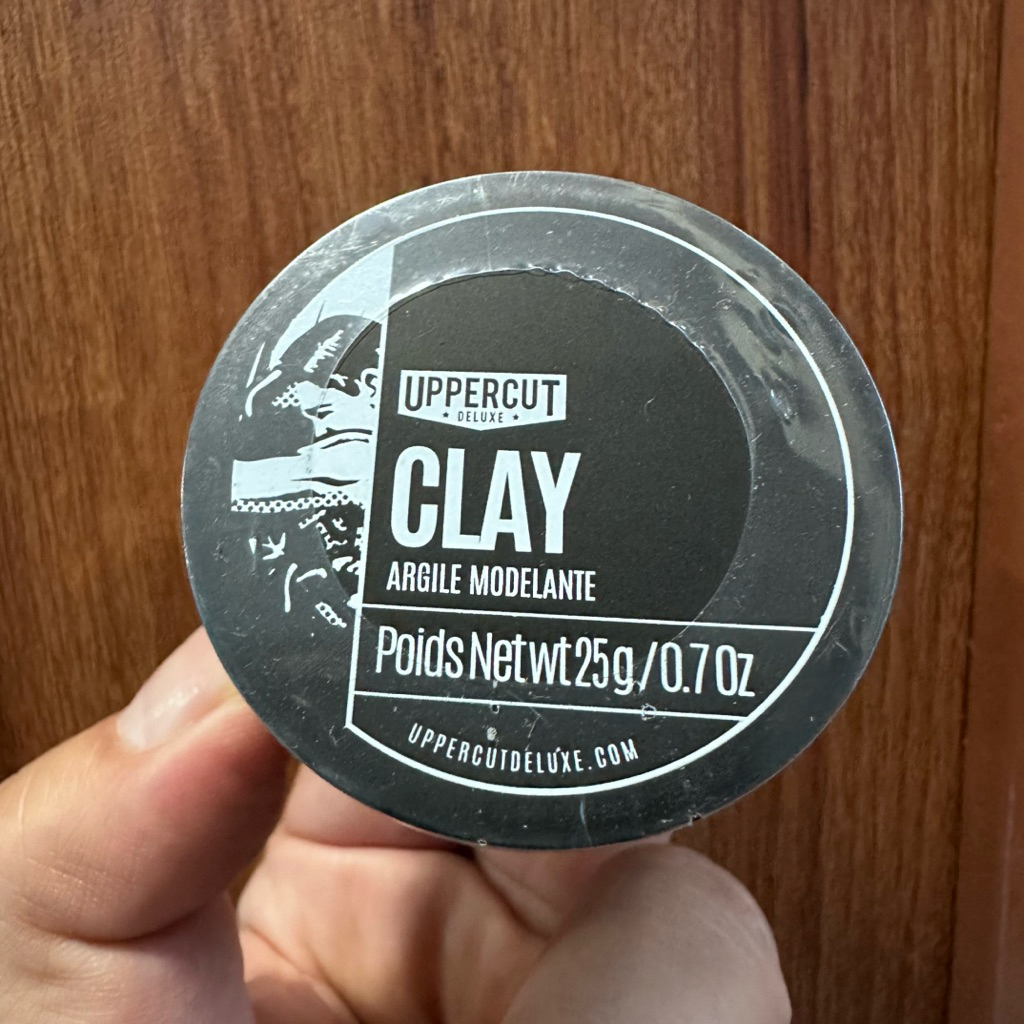 UPPERCUT
★ DELUXE ★
CLAY
ARGILE MODELANTE
Poids Net wt 25g/0.7 Oz
UPPERCUTDELUXE.COM